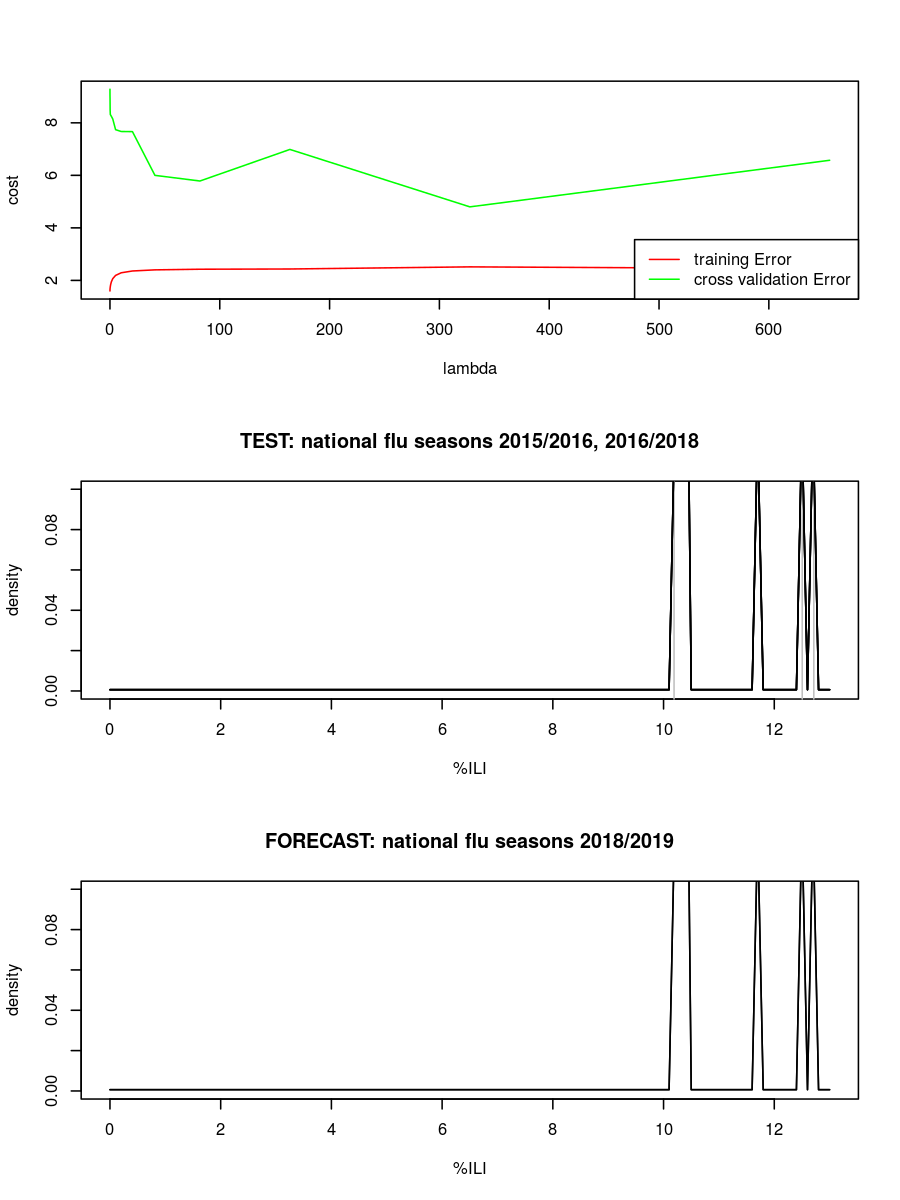 8
6
4
2
cost
training Error
cross validation Error
0 100 200 300 400 500 600
lambda
TEST: national flu seasons 2015/2016, 2016/2018
0.08
0.04
0.00
density
0 2 4 6 8 10 12
%ILI
FORECAST: national flu seasons 2018/2019
0.08
0.04
0.00
density
0 2 4 6 8 10 12
%ILI